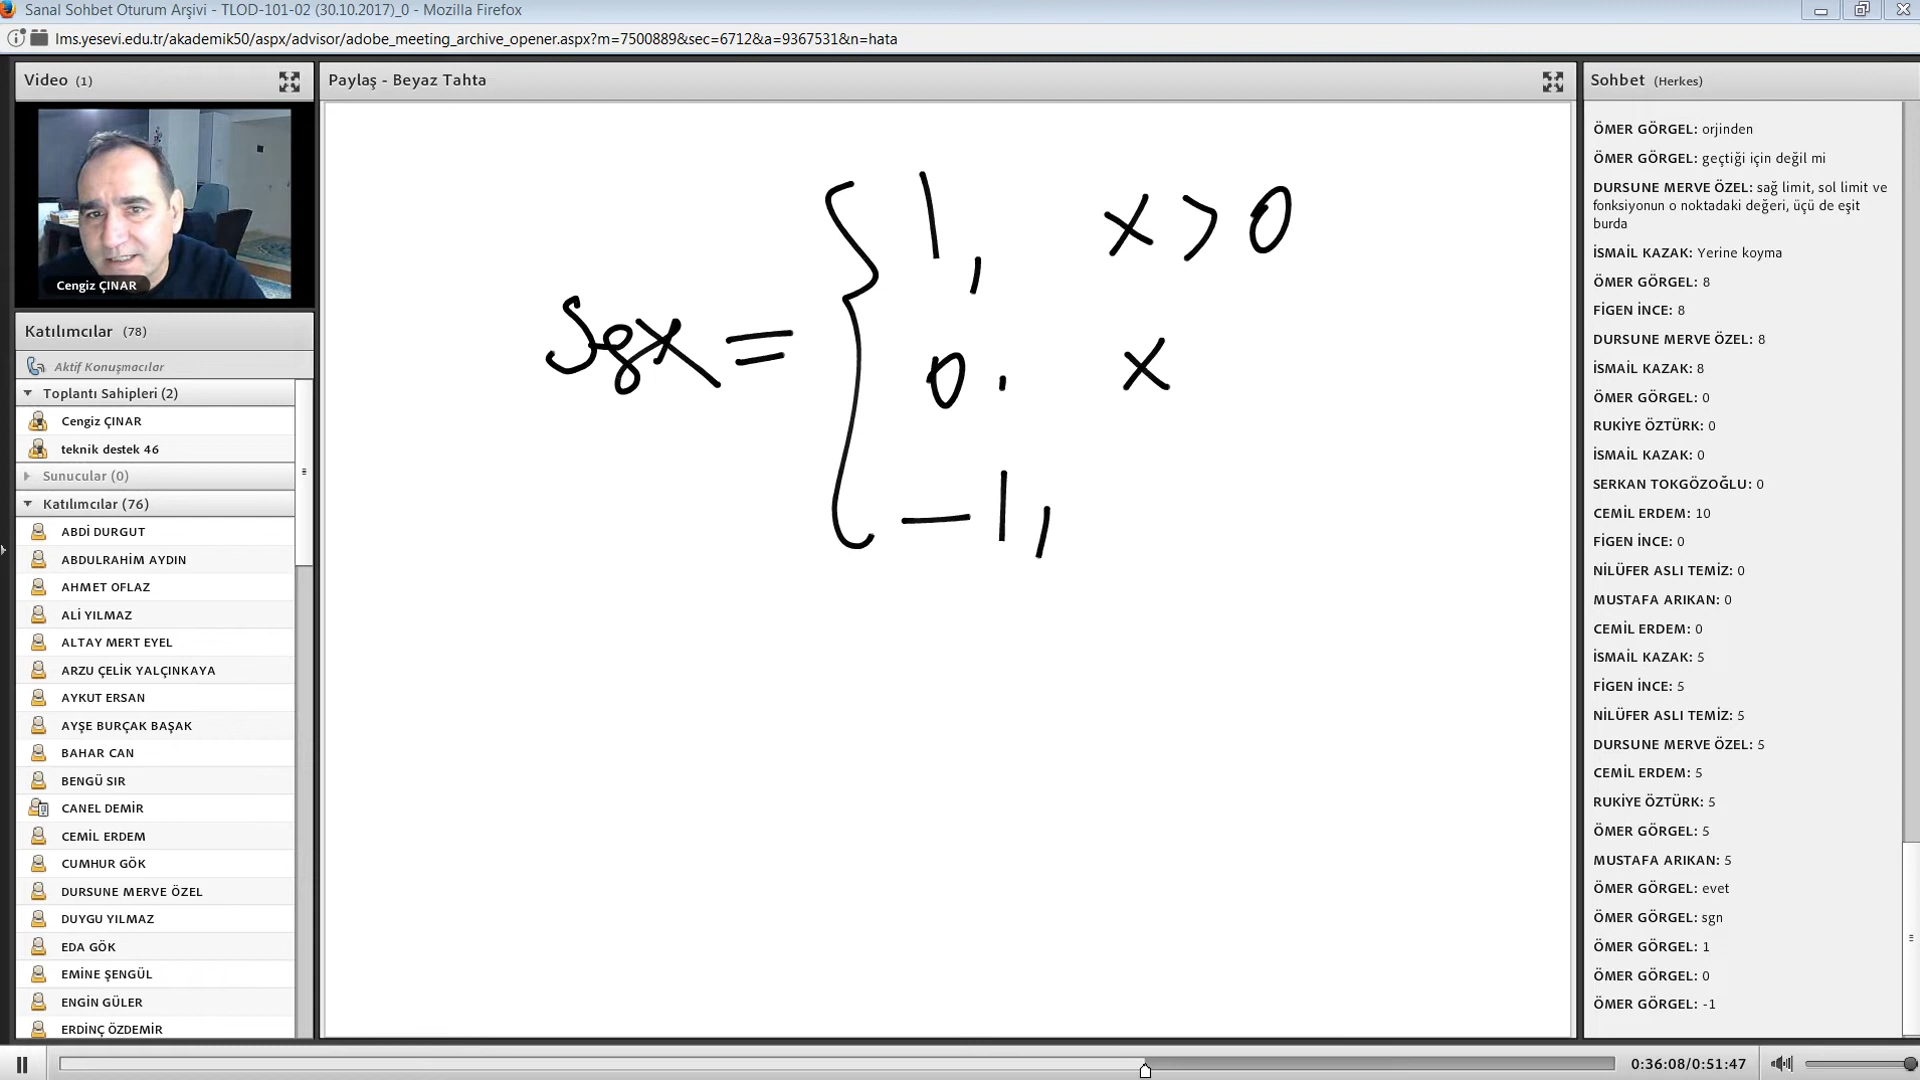 Sanal Sohbet Oturum Arşivi - TLOD-101-02 (30.10.2017)_0 - Mozilla Firefox
lms.yesevi.edu.tr/akademik50/aspx/advisor/adobe_meeting_archive_opener.aspx?m=7500889&sec=6712&a=9367531&n=hata
Video (1)
Cengiz ÇINAR
Katılımcılar (78)
Aktif Konuşmacılar
Toplantı Sahipleri (2)
Cengiz ÇINAR
teknik destek 46
Sunucular (0)
Katılımcılar (76)
ABDİ DURGUT
ABDULRAHİM AYDIN
AHMET OFLAZ
ALİ YILMAZ
ALTAY MERT EYEL
ARZU ÇELİK YALÇINKAYA
AYKUT ERSAN
AYŞE BURÇAK BAŞAK
BAHAR CAN
BENGÜ SIR
CANEL DEMİR
CEMİL ERDEM
CUMHUR GÖK
DURSUNE MERVE ÖZEL
DUYGU YILMAZ
EDA GÖK
EMİNE ŞENGÜL
ENGİN GÜLER
ERDİNÇ ÖZDEMİR
Paylaş - Beyaz Tahta
1, x > 0
Sgx =
0. x
-1,
Sohbet (Herkes)
ÖMER GÖRGEL: orjinden
ÖMER GÖRGEL: geçtiği için değil mi
DURSUNE MERVE ÖZEL: sağ limit, sol limit ve
fonksiyonun o noktadaki değeri, üçü de eşit
burda
İSMAİL KAZAK: Yerine koyma
ÖMER GÖRGEL: 8
FİGEN İNCE: 8
DURSUNE MERVE ÖZEL: 8
İSMAİL KAZAK: 8
ÖMER GÖRGEL: 0
RUKİYE ÖZTÜRK: 0
İSMAİL KAZAK: 0
SERKAN TOKGÖZOĞLU: 0
CEMİL ERDEM: 10
FİGEN İNCE: 0
NİLÜFER ASLI TEMİZ: 0
MUSTAFA ARIKAN: 0
CEMİL ERDEM: 0
İSMAİL KAZAK: 5
FİGEN İNCE: 5
NİLÜFER ASLI TEMİZ: 5
DURSUNE MERVE ÖZEL: 5
CEMİL ERDEM: 5
RUKİYE ÖZTÜRK: 5
ÖMER GÖRGEL: 5
MUSTAFA ARIKAN: 5
ÖMER GÖRGEL: evet
ÖMER GÖRGEL: sgn
ÖMER GÖRGEL: 1
ÖMER GÖRGEL: 0
ÖMER GÖRGEL: -1
0:36:08/0:51:47